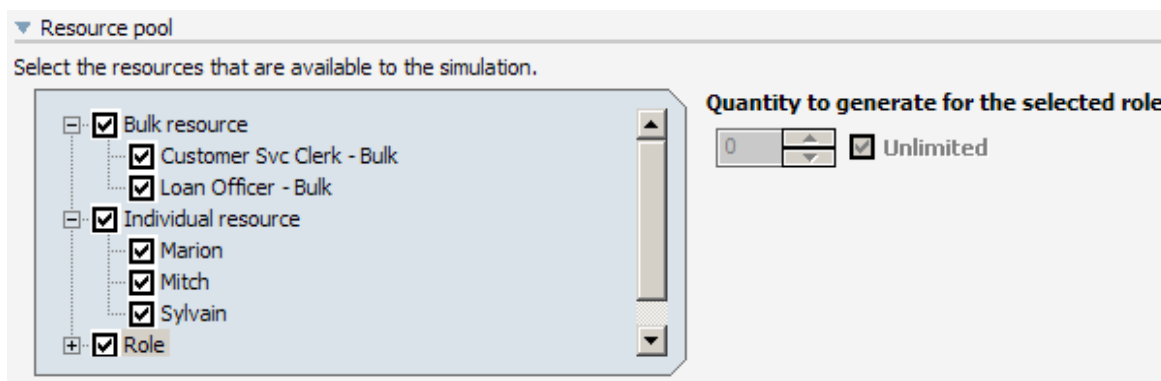 Resource pool
Select the resources that are available to the simulation.
Bulk resource
Customer Svc Clerk - Bulk
Loan Officer - Bulk
Individual resource
Marion
Mitch
Sylvain
Role
Quantity to generate for the selected role
0 Unlimited